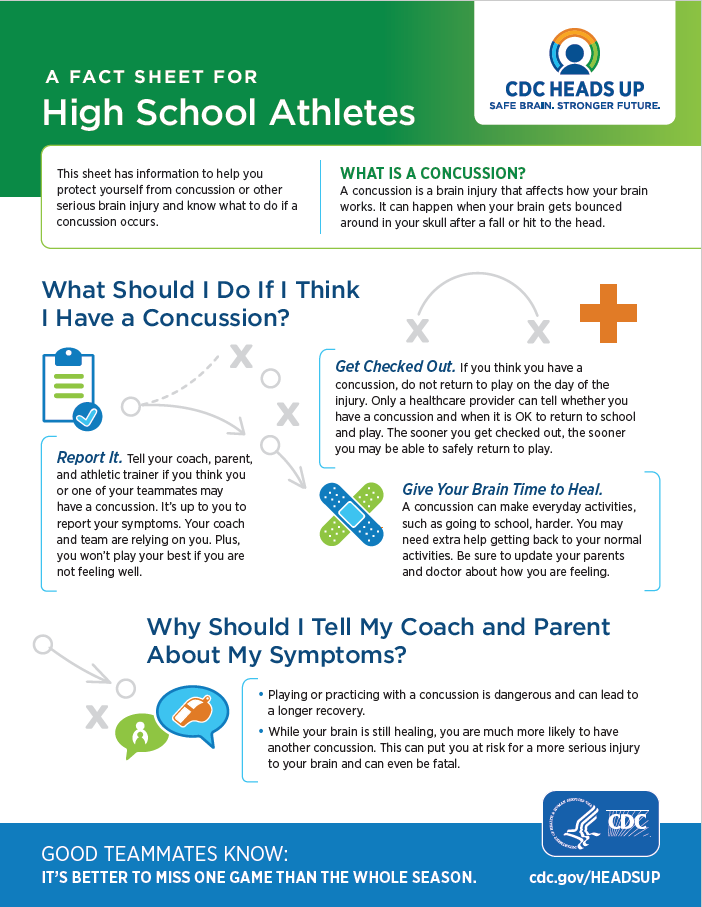 A FACT SHEET FOR
High School Athletes
CDC HEADS UP
SAFE BRAIN. STRONGER FUTURE.
This sheet has information to help you
protect yourself from concussion or other
serious brain injury and know what to do if a
concussion occurs.
WHAT IS A CONCUSSION?
A concussion is a brain injury that affects how your brain
works. It can happen when your brain gets bounced
around in your skull after a fall or hit to the head.
What Should I Do If I Think
I Have a Concussion?
Report It. Tell your coach, parent,
and athletic trainer if you think you
or one of your teammates may
have a concussion. It’s up to you to
report your symptoms. Your coach
and team are relying on you. Plus,
you won’t play your best if you are
not feeling well.
Get Checked Out. If you think you have a
concussion, do not return to play on the day of the
injury. Only a healthcare provider can tell whether you
have a concussion and when it is OK to return to school
and play. The sooner you get checked out, the sooner
you may be able to safely return to play.
Give Your Brain Time to Heal.
A concussion can make everyday activities,
such as going to school, harder. You may
need extra help getting back to your normal
activities. Be sure to update your parents
and doctor about how you are feeling.
Why Should I Tell My Coach and Parent
About My Symptoms?
• Playing or practicing with a concussion is dangerous and can lead to
a longer recovery.
• While your brain is still healing, you are much more likely to have
another concussion. This can put you at risk for a more serious injury
to your brain and can even be fatal.
CDC
GOOD TEAMMATES KNOW:
IT’S BETTER TO MISS ONE GAME THAN THE WHOLE SEASON.
cdc.gov/HEADSUP